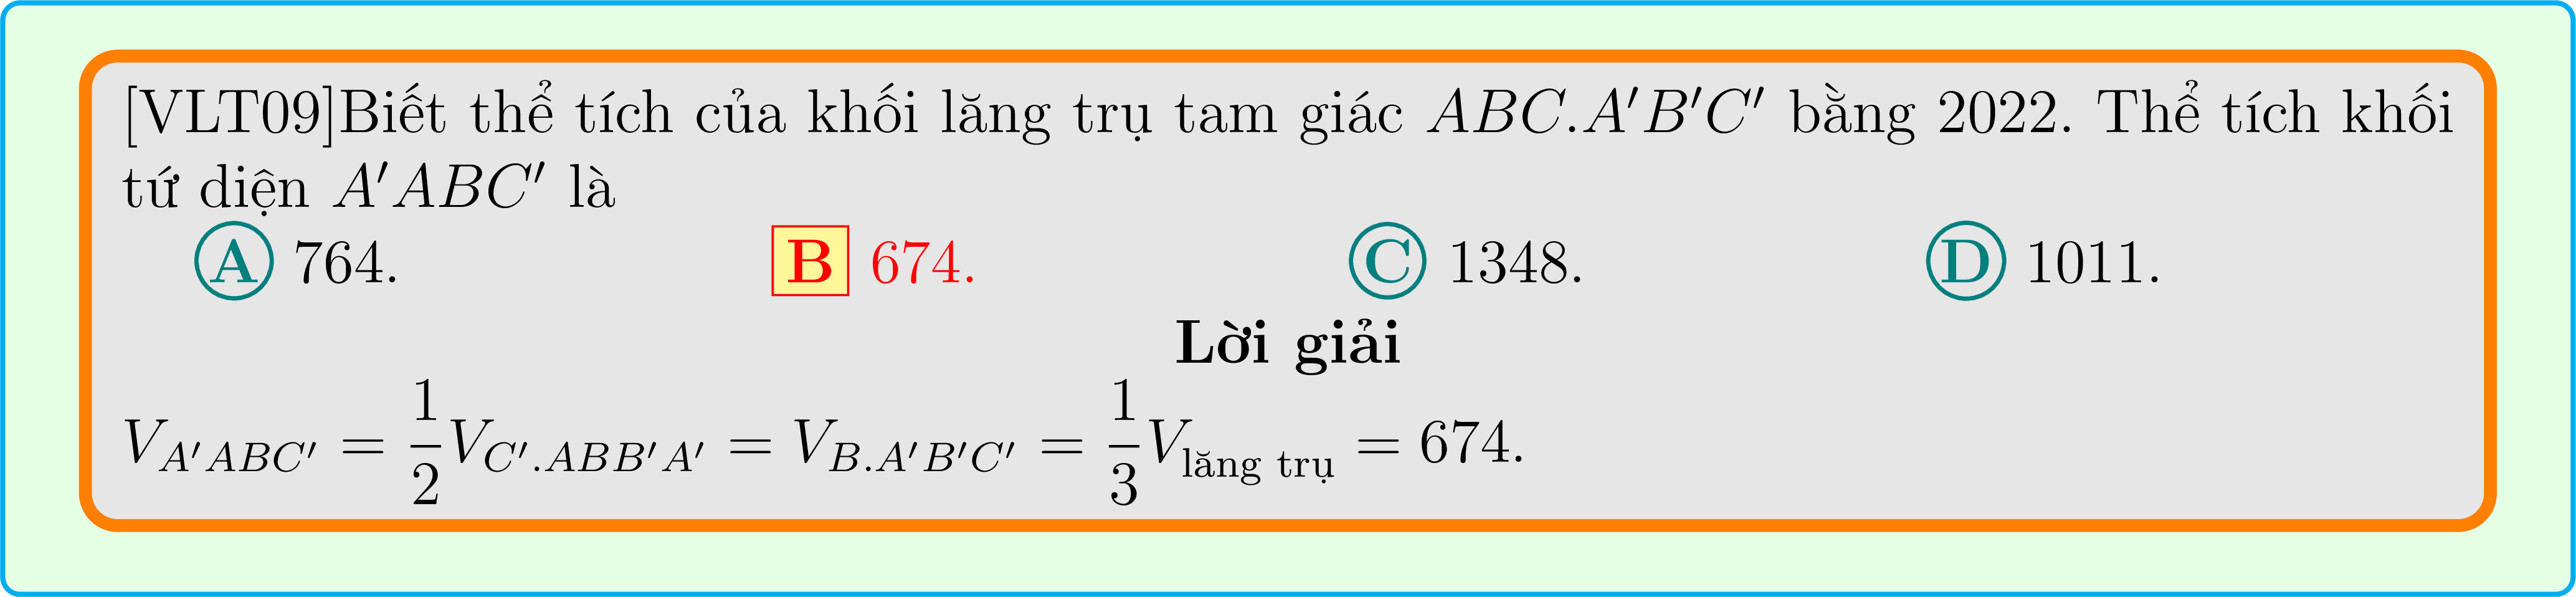 [VLT09]Biết thể tích của khối lăng trụ tam giác ABC.A′B′C′ bằng 2022. Thể tích khối
tứ diện A′ABC′ là
A 764. B 674. C 1348. D 1011.
Lời giải
V_{A′ABC′} = \frac{1}{2}V_{C′.ABB′A′} = V_{B.A′B′C′} = \frac{1}{3}V_{lăng trụ} = 674.